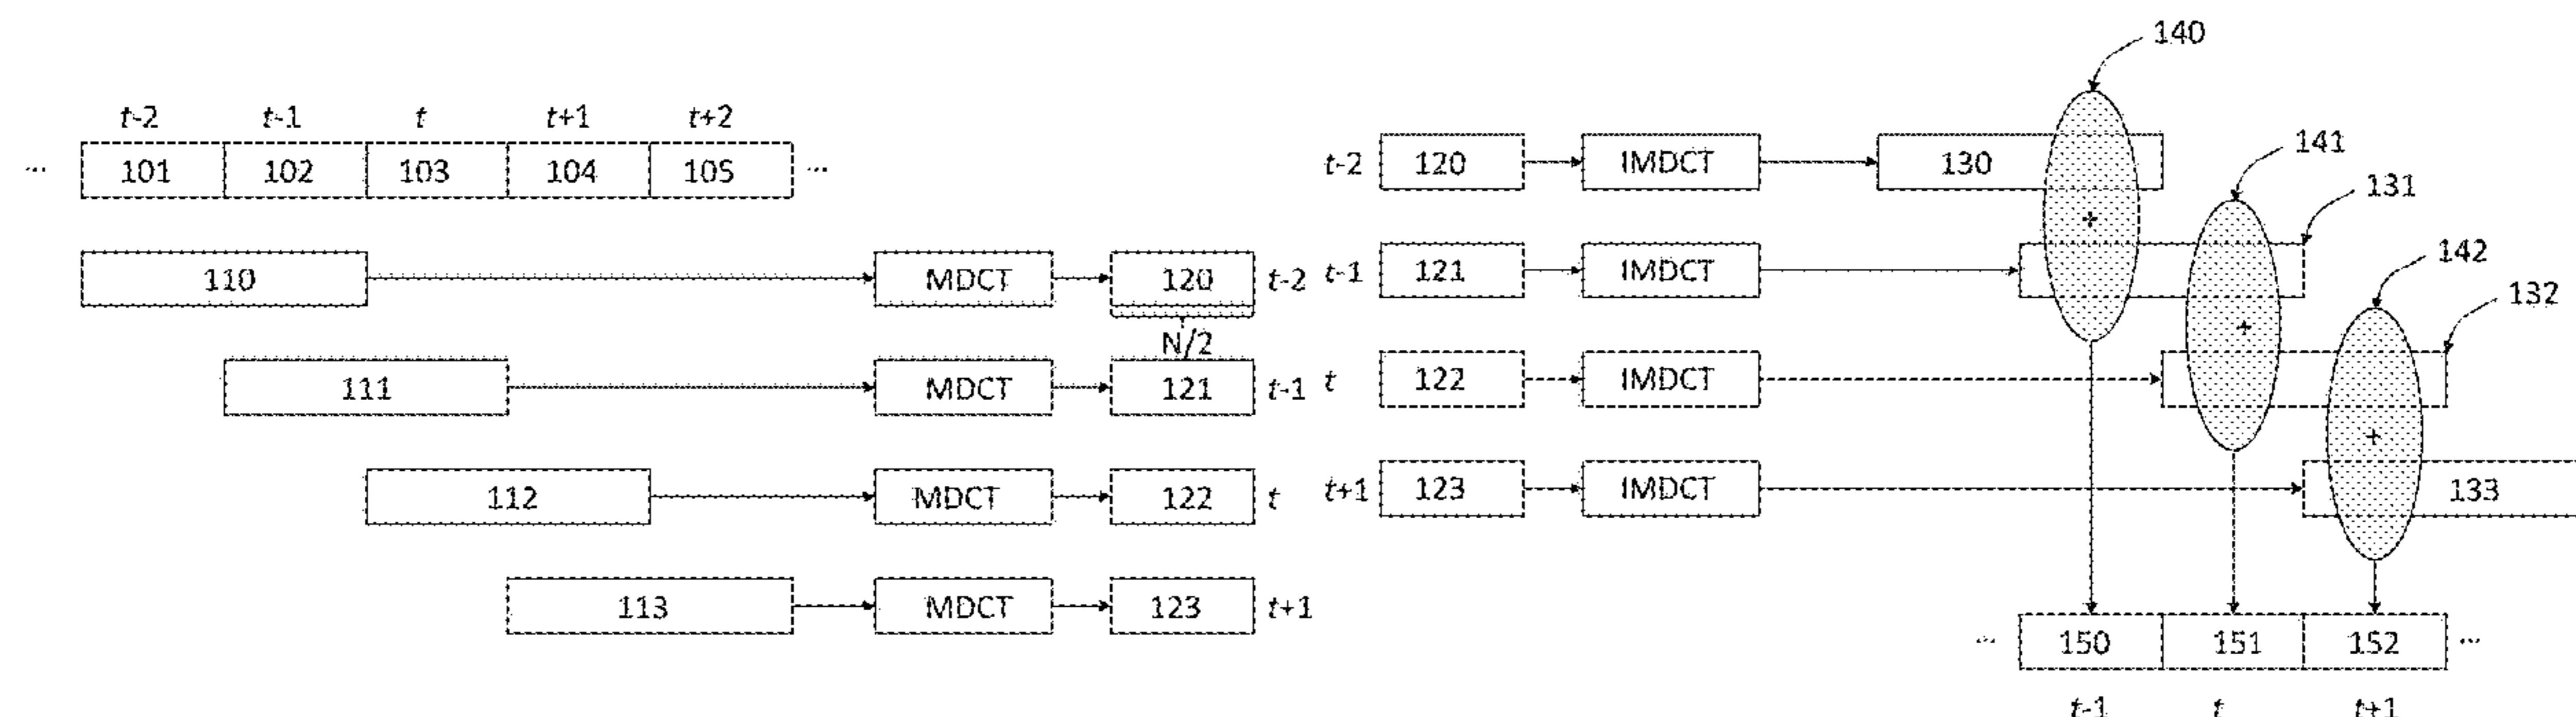 t-2 t-1 t t+1 t+2
... 101 102 103 104 105 ...
110 MDCT 120 t-2
N/2
111 MDCT 121 t-1
112 MDCT 122 t
113 MDCT 123 t+1
140
141
t-2 120 IMDCT 130
131
t-1 121 IMDCT
+
142
132
t 122 IMDCT
+
t+1 123 IMDCT 133
+
... 150 151 152 ...
t-1 t t+1